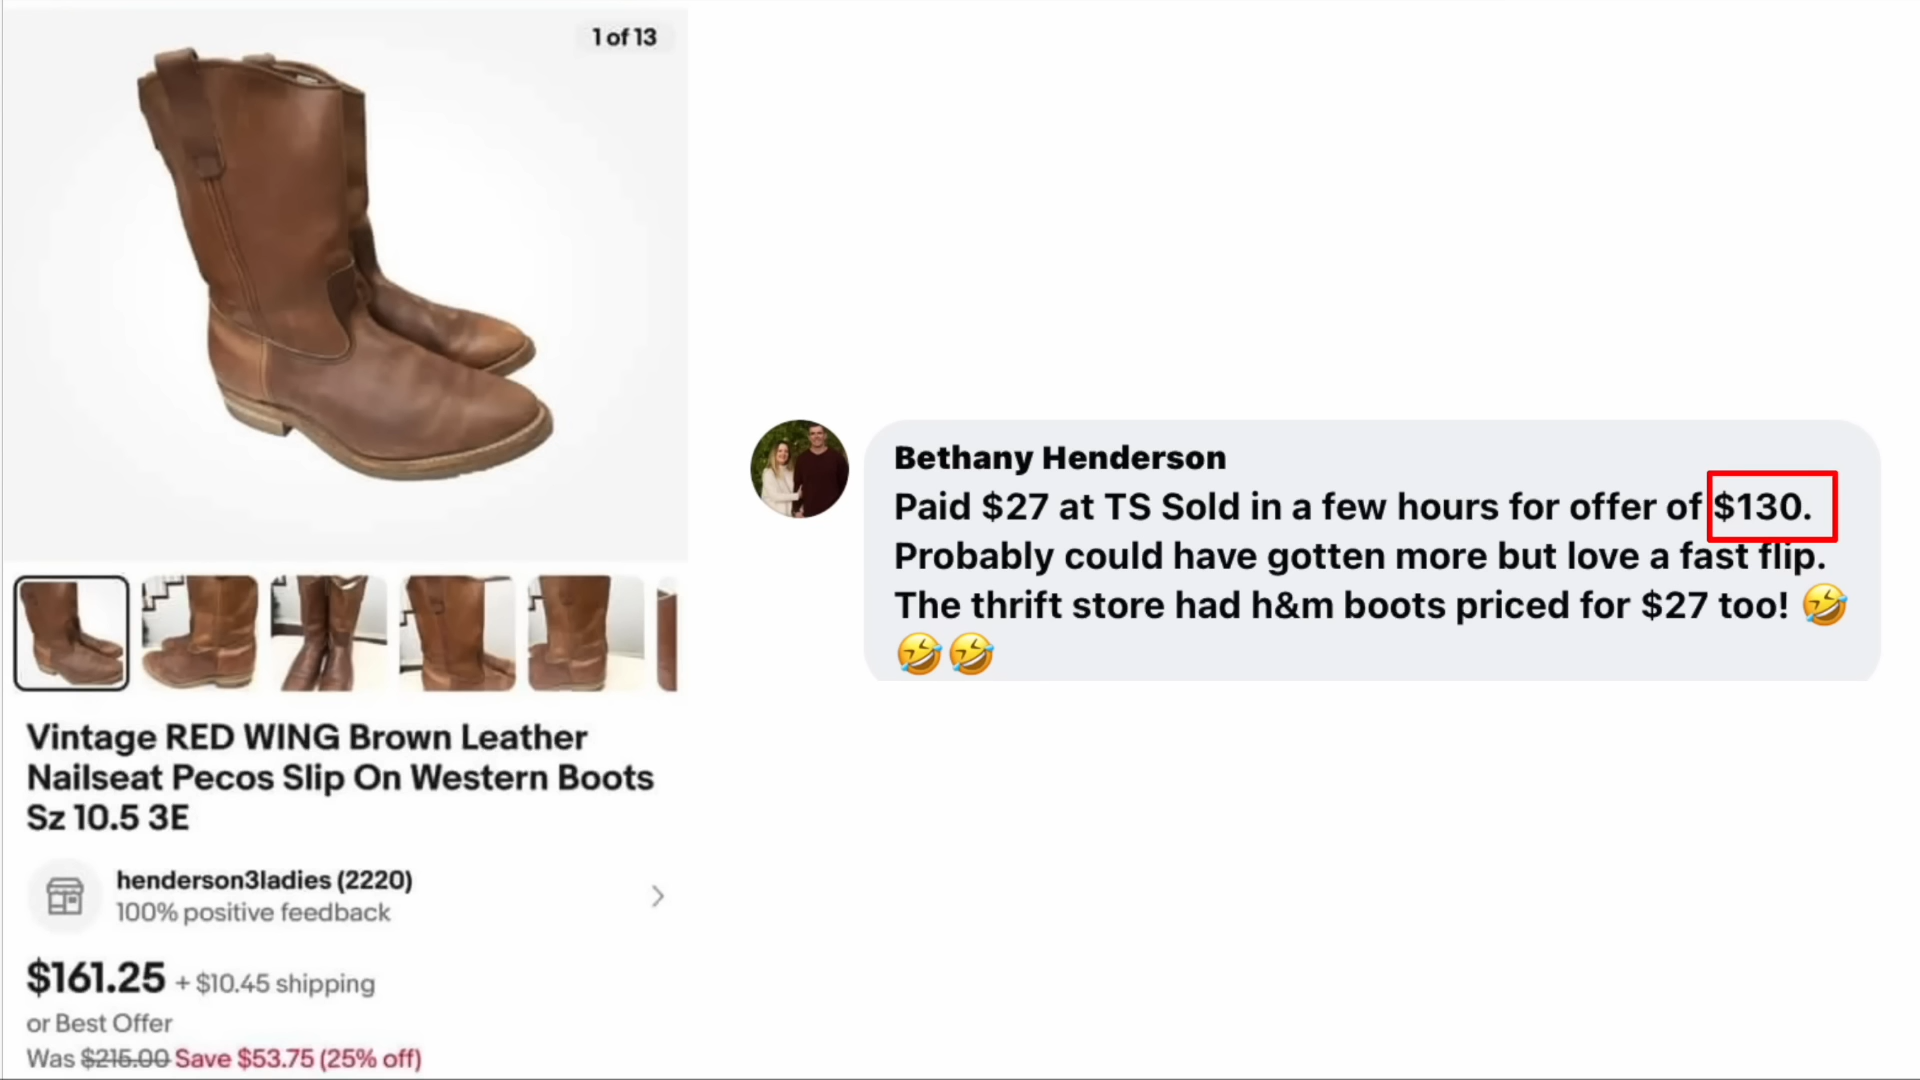 1 of 13
Vintage RED WING Brown Leather
Nailseat Pecos Slip On Western Boots
Sz 10.5 3E
henderson3ladies (2220)
100% positive feedback
$161.25 + $10.45 shipping
or Best Offer
Was $215.00 Save $53.75 (25% off)
Bethany Henderson
Paid $27 at TS Sold in a few hours for offer of $130.
Probably could have gotten more but love a fast flip.
The thrift store had h&m boots priced for $27 too! 🤣
🤣🤣